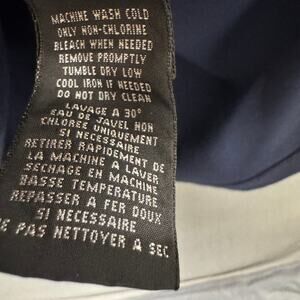 MACHINE WASH COLD
ONLY NON-CHLORINE
BLEACH WHEN NEEDED
REMOVE PROMPTLY
TUMBLE DRY LOW
COOL IRON IF NEEDED
DO NOT DRY CLEAN
LAVAGE A 30°
EAU DE JAVEL NON
CHLOREE UNIQUEMENT
SI NECESSAIRE
RETIRER RAPIDEMENT DE
LA MACHINE A LAVER
SECHAGE EN MACHINE
BASSE TEMPERATURE
REPASSER A FER DOUX
SI NECESSAIRE
NE PAS NETTOYER A SEC